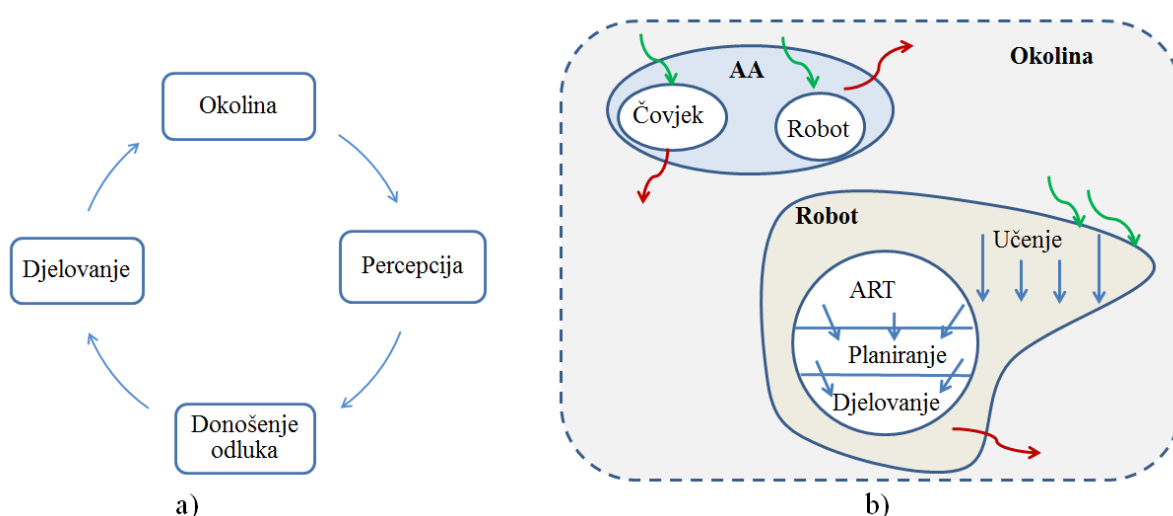 Okolina
Percepcija
Donošenje
odluka
Djelovanje
a)
Okolina
AA
Čovjek
Robot
Robot
Učenje
ART
Planiranje
Djelovanje
b)